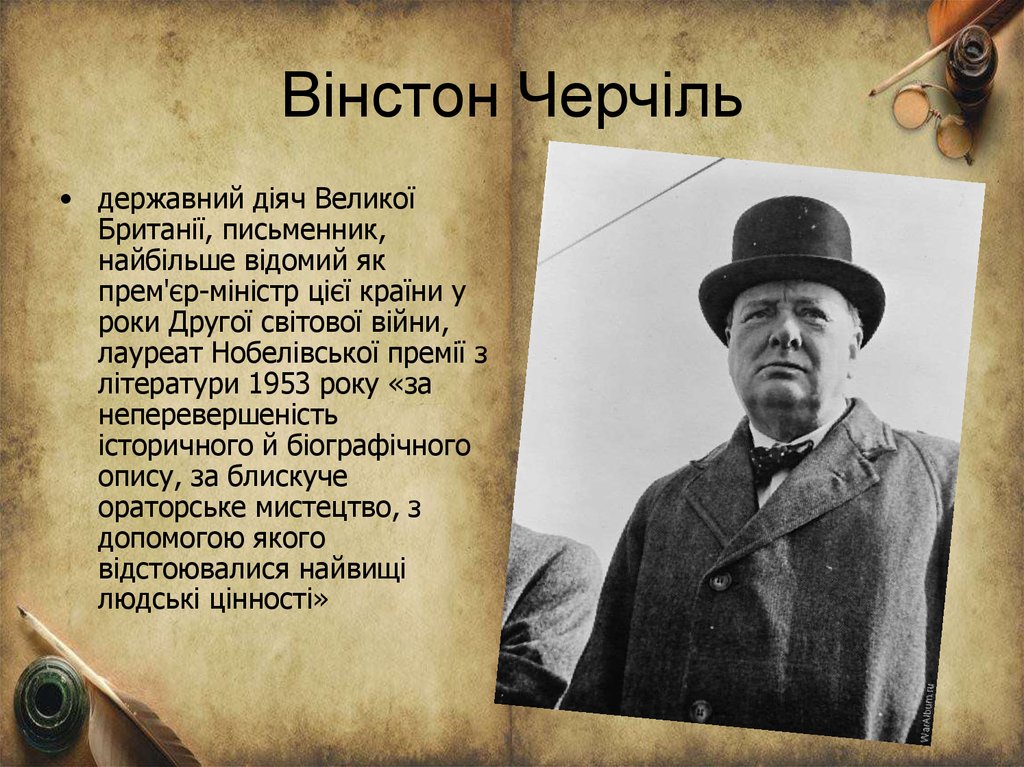 Вінстон Черчіль
• державний діяч Великої
Британії, письменник,
найбільше відомий як
прем'єр-міністр цієї країни у
роки Другої світової війни,
лауреат Нобелівської премії з
літератури 1953 року «за
неперевершеність
історичного й біографічного
опису, за блискуче
ораторське мистецтво, з
допомогою якого
відстоювалися найвищі
людські цінності»
WarAlbum.ru